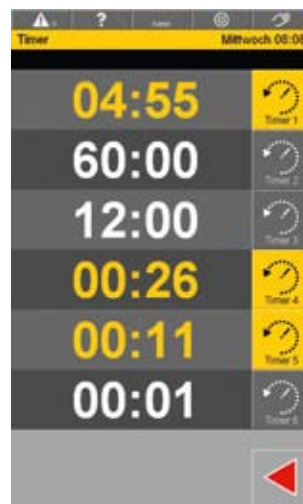 ?
Timer Mittwoch 08:08
04:55 Timer 1
60:00 Timer 2
12:00 Timer 3
00:26 Timer 4
00:11 Timer 5
00:01 Timer 6